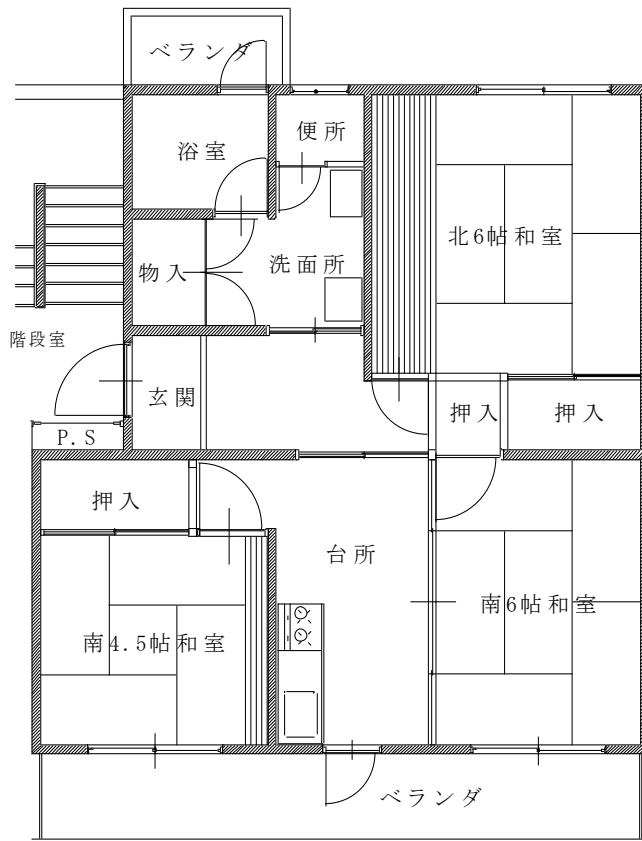 ベランダ
便所
浴室
北6帖和室
洗面所
物入
階段室
玄関
押入
押入
P.S
押入
台所
南6帖和室
南4.5帖和室
ベランダ